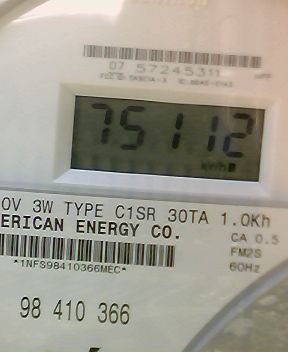 07 57245311
75112
kWh
0V 3W TYPE C1SR 30TA 1.0Kh
ERICAN ENERGY CO.
CA 0.5
FM2S
60Hz
*1NFS98410366MEC*
98 410 366